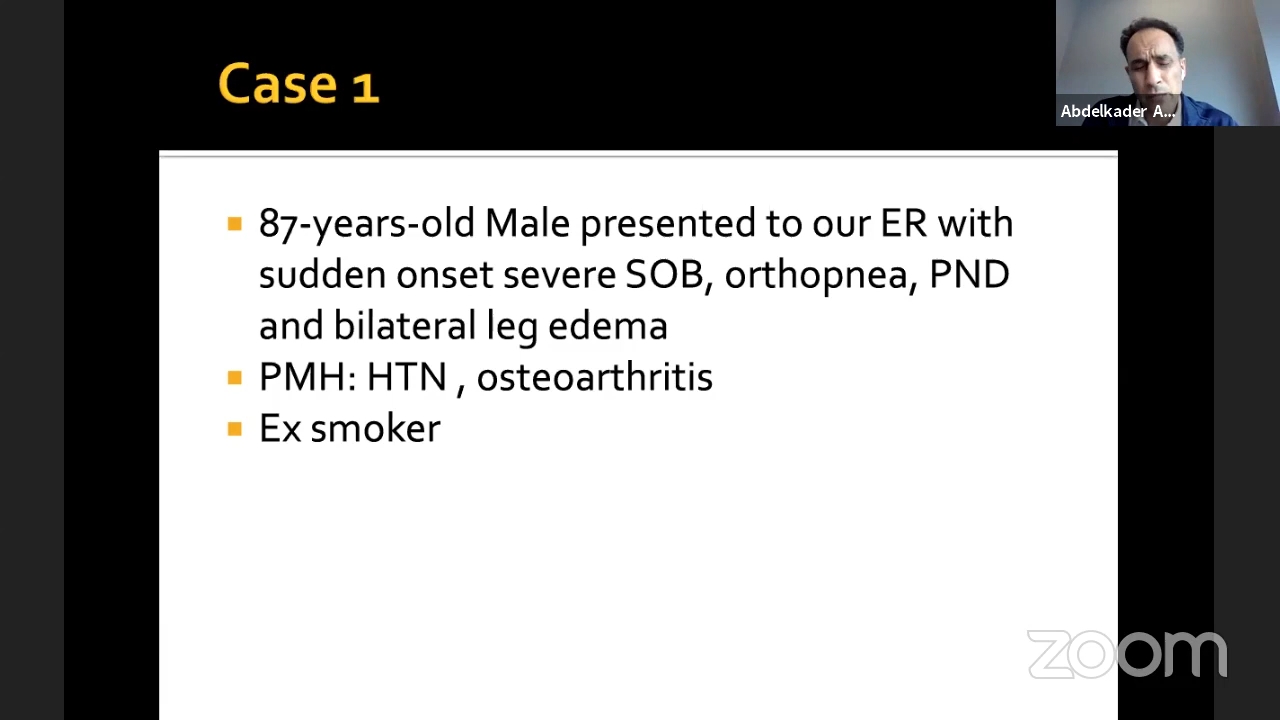 Case 1
Abdelkader A...
87-years-old Male presented to our ER with
sudden onset severe SOB, orthopnea, PND
and bilateral leg edema
PMH: HTN , osteoarthritis
Ex smoker
zoom